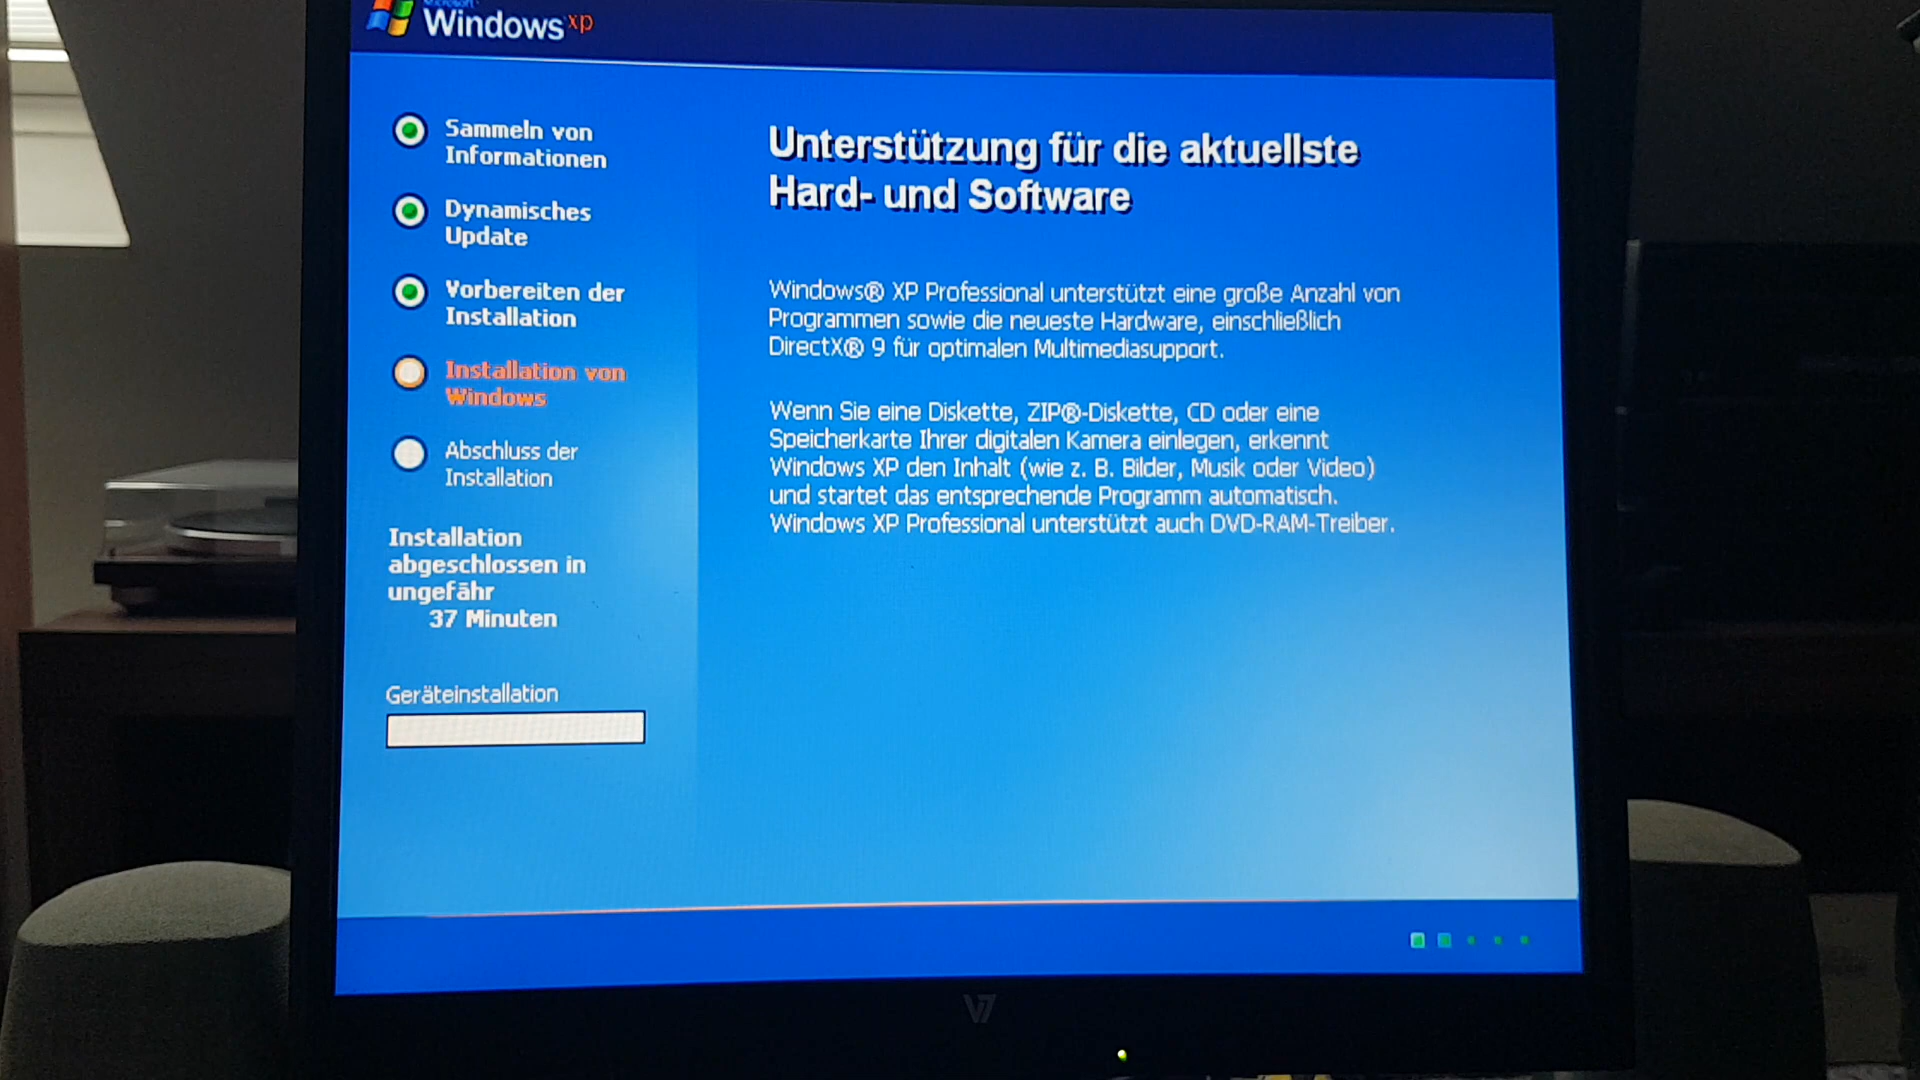 Microsoft
Windows xp
Sammeln von
Informationen
Dynamisches
Update
Vorbereiten der
Installation
Installation von
Windows
Abschluss der
Installation
Installation
abgeschlossen in
ungefähr
37 Minuten
Geräteinstallation
Unterstützung für die aktuellste
Hard- und Software
Windows® XP Professional unterstützt eine große Anzahl von
Programmen sowie die neueste Hardware, einschließlich
DirectX® 9 für optimalen Multimediasupport.
Wenn Sie eine Diskette, ZIP®-Diskette, CD oder eine
Speicherkarte Ihrer digitalen Kamera einlegen, erkennt
Windows XP den Inhalt (wie z. B. Bilder, Musik oder Video)
und startet das entsprechende Programm automatisch.
Windows XP Professional unterstützt auch DVD-RAM-Treiber.
V7